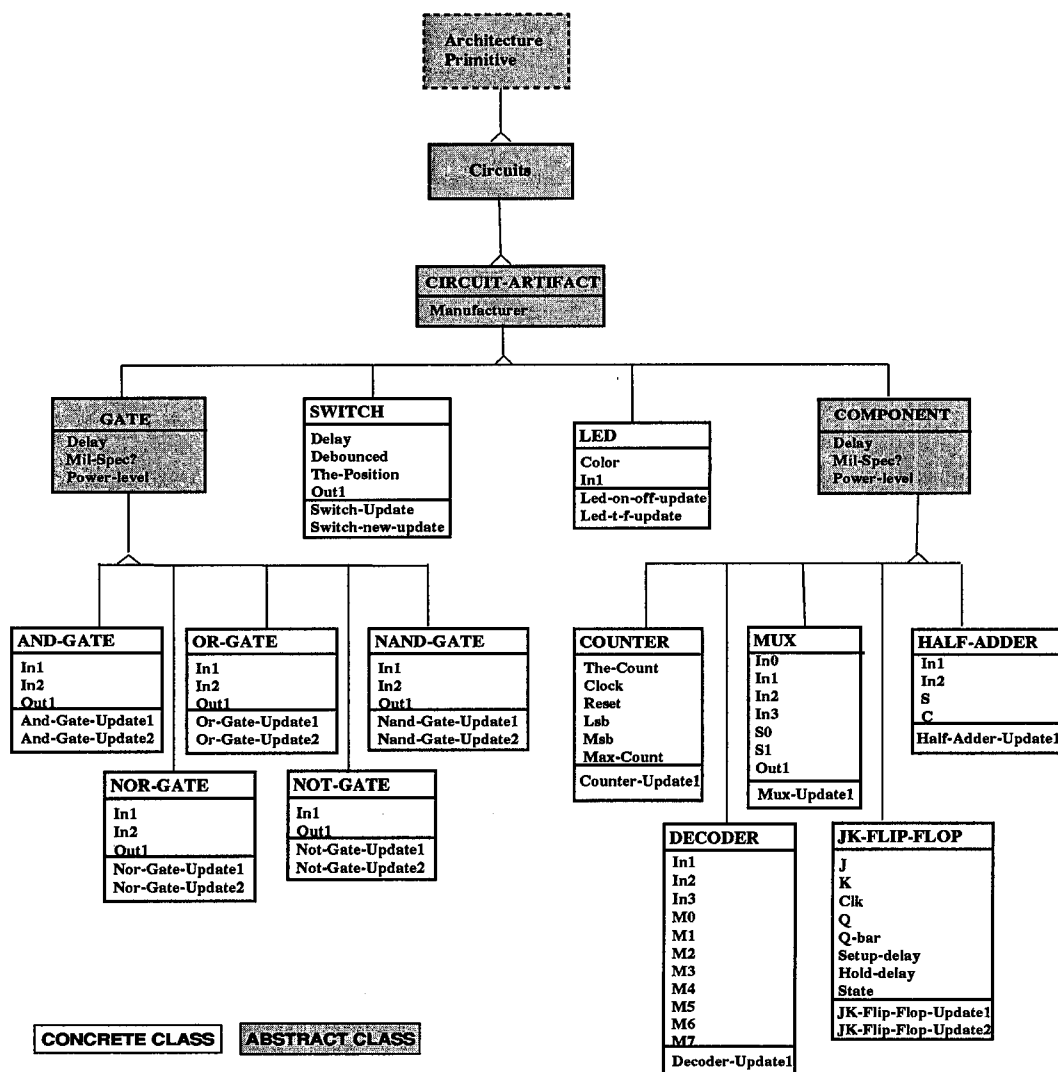 Architecture
Primitive
Circuits
CIRCUIT-ARTIFACT
Manufacturer
GATE
Delay
Mil-Spec?
Power-level
SWITCH
Delay
Debounced
The-Position
Out1
Switch-Update
Switch-new-update
LED
Color
In1
Led-on-off-update
Led-t-f-update
COMPONENT
Delay
Mil-Spec?
Power-level
AND-GATE
In1
In2
Out1
And-Gate-Update1
And-Gate-Update2
OR-GATE
In1
In2
Out1
Or-Gate-Update1
Or-Gate-Update2
NAND-GATE
In1
In2
Out1
Nand-Gate-Update1
Nand-Gate-Update2
COUNTER
The-Count
Clock
Reset
Lsb
Msb
Max-Count
Counter-Update1
MUX
In0
In1
In2
In3
S0
S1
Out1
Mux-Update1
HALF-ADDER
In1
In2
S
C
Half-Adder-Update1
NOR-GATE
In1
In2
Out1
Nor-Gate-Update1
Nor-Gate-Update2
NOT-GATE
In1
Out1
Not-Gate-Update1
Not-Gate-Update2
DECODER
In1
In2
In3
M0
M1
M2
M3
M4
M5
M6
M7
Decoder-Update1
JK-FLIP-FLOP
J
K
Clk
Q
Q-bar
Setup-delay
Hold-delay
State
JK-Flip-Flop-Update1
JK-Flip-Flop-Update2
CONCRETE CLASS
ABSTRACT CLASS